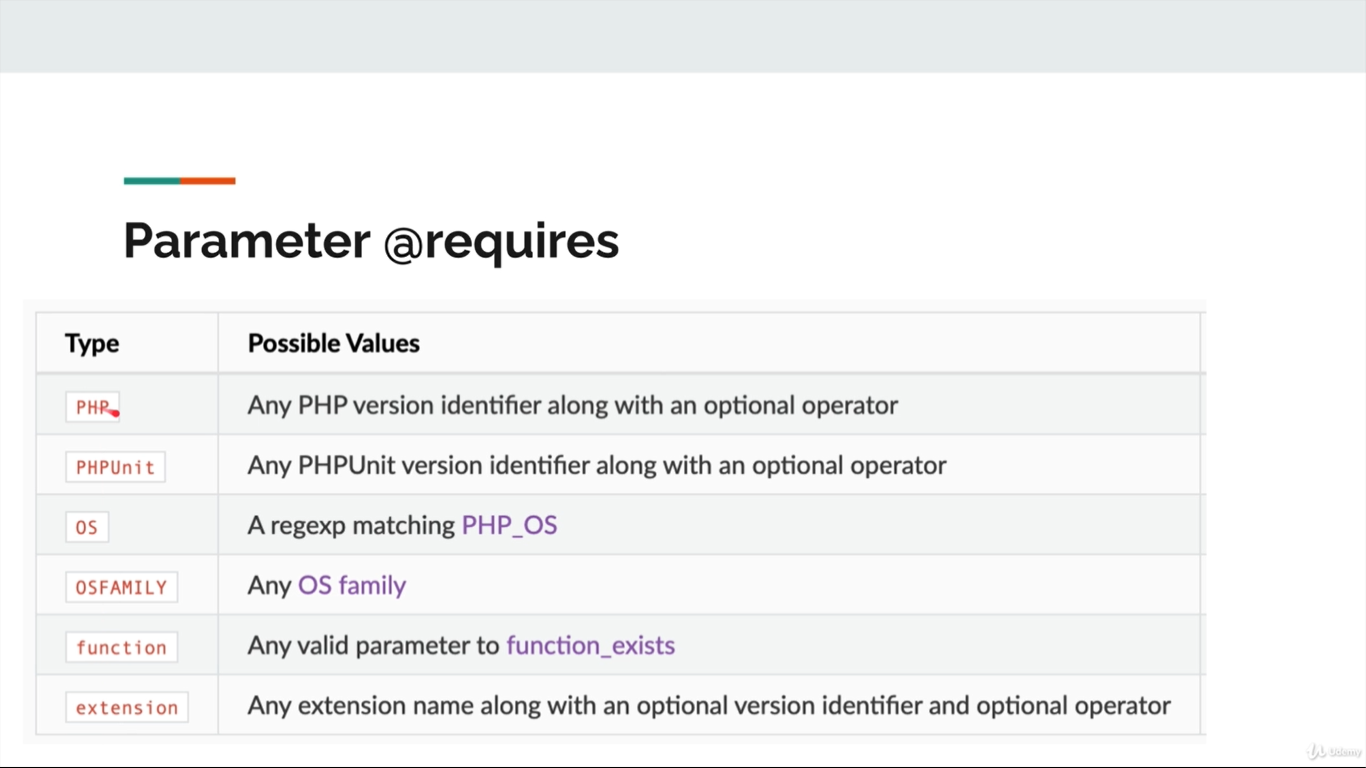 Parameter @requires
Type Possible Values
PHP Any PHP version identifier along with an optional operator
PHPUnit Any PHPUnit version identifier along with an optional operator
OS A regexp matching PHP_OS
OSFAMILY Any OS family
function Any valid parameter to function_exists
extension Any extension name along with an optional version identifier and optional operator
Udemy